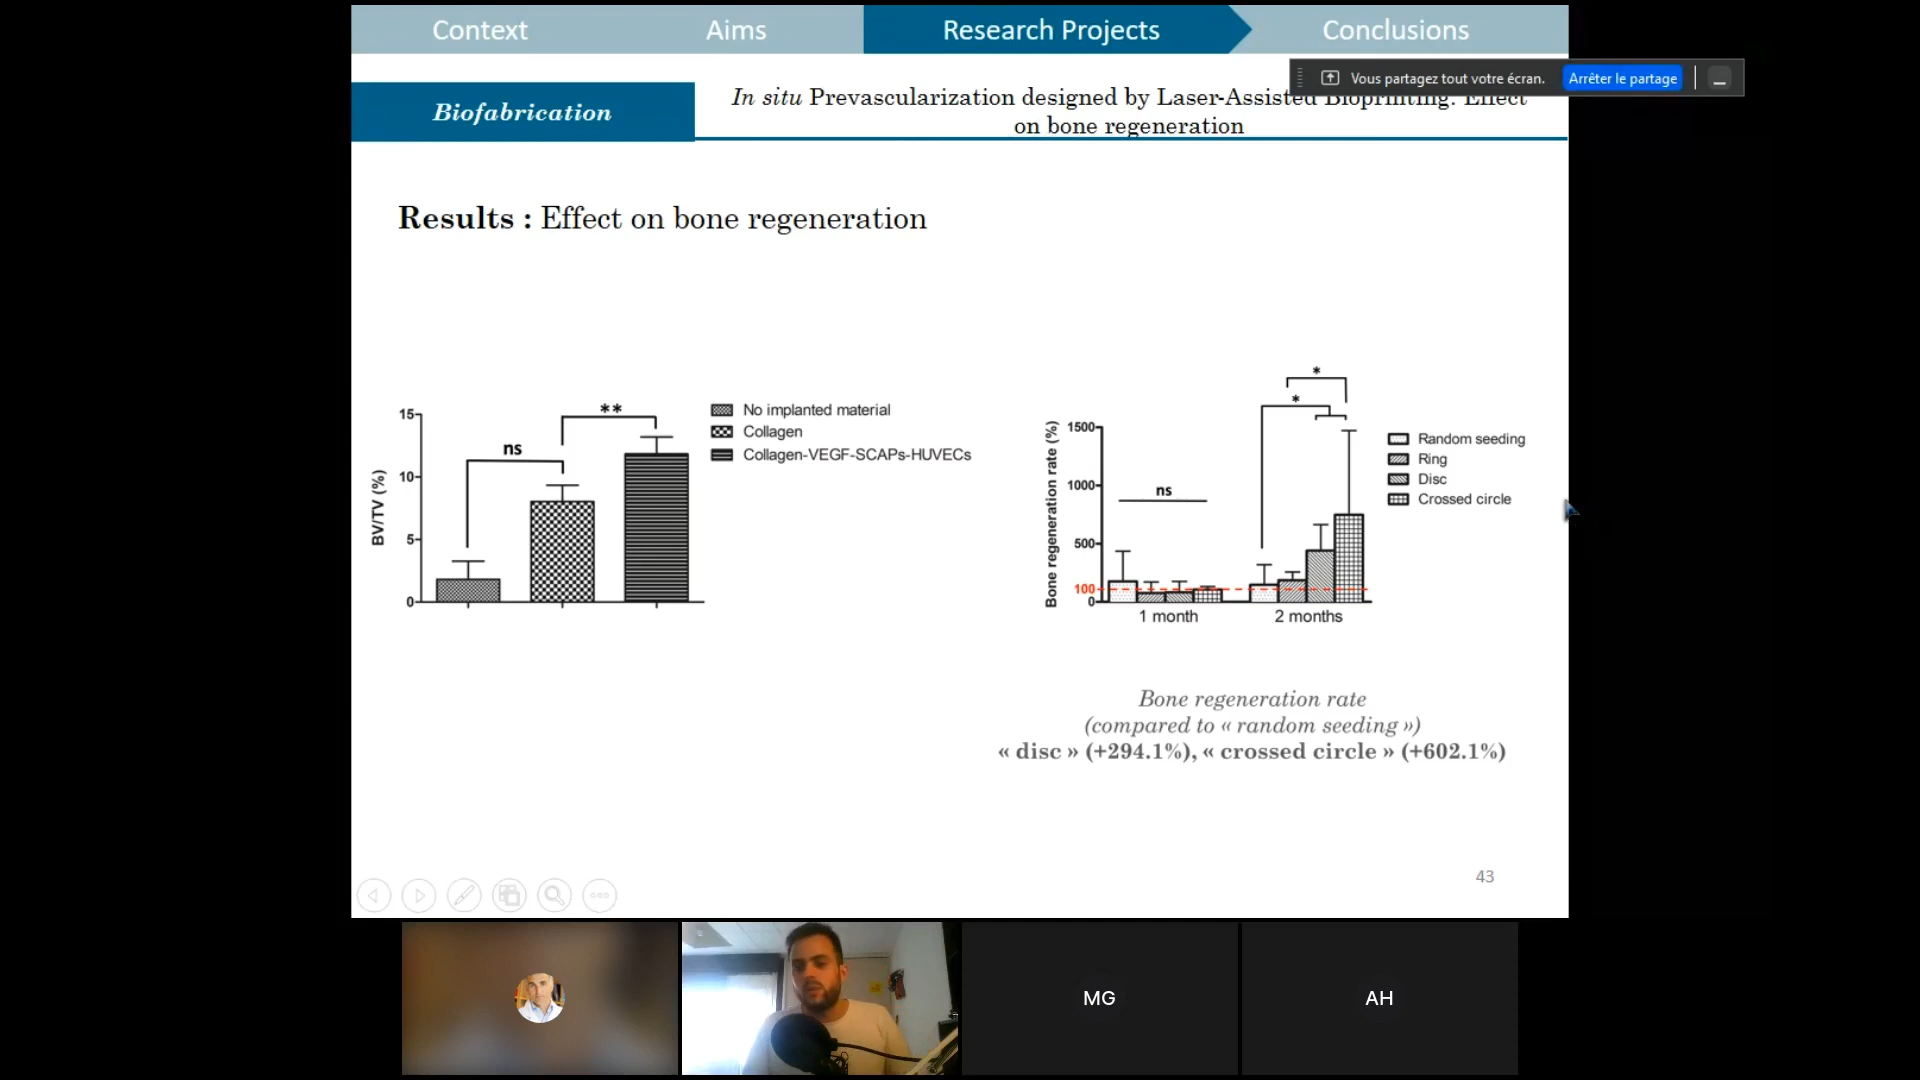 Context Aims Research Projects Conclusions
Vous partagez tout votre écran. Arrêter le partage
Biofabrication
In situ Prevascularization designed by Laser-Assisted Bioprinting: Effect
on bone regeneration
Results : Effect on bone regeneration
BV/TV (%)
15
10
5
0
ns
**
No implanted material
Collagen
Collagen-VEGF-SCAPs-HUVECs
Bone regeneration rate (%)
1500
1000
500
100
0
ns
*
*
1 month 2 months
Random seeding
Ring
Disc
Crossed circle
Bone regeneration rate
(compared to « random seeding »)
« disc » (+294.1%), « crossed circle » (+602.1%)
43
MG
AH